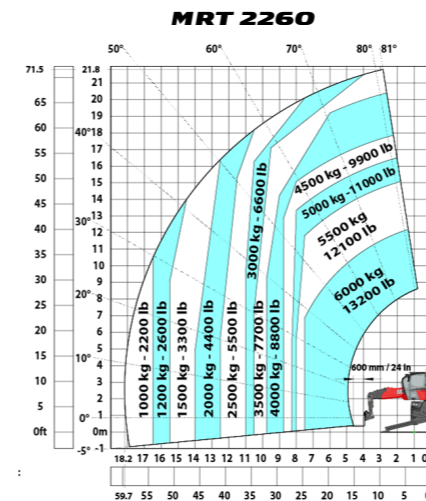 MRT 2260
50° 60° 70° 80° 81°
71.5 21.8
21
65 20
19
60 18
40° 17
55 16
50 15
14
45 30° 13
12
40 11
35 10
9
30 20° 8
25 7
6
20 5
15 10° 4
10 3
2
5 0° 1
0ft 0m
-5° -1
4500 kg - 9900 lb
5000 kg -11000 lb
5500 kg
12100 lb
6000 kg
13200 lb
1000 kg - 2200 lb
1200 kg - 2600 lb
1500 kg - 3300 lb
2000 kg - 4400 lb
2500 kg - 5500 lb
3000 kg - 6600 lb
3500 kg - 7700 lb
4000 kg - 8800 lb
600 mm / 24 in
18.2 17 16 15 14 13 12 11 10 9 8 7 6 5 4 3 2 1 0
:
59.7 55 50 45 40 35 30 25 20 15 10 5 0